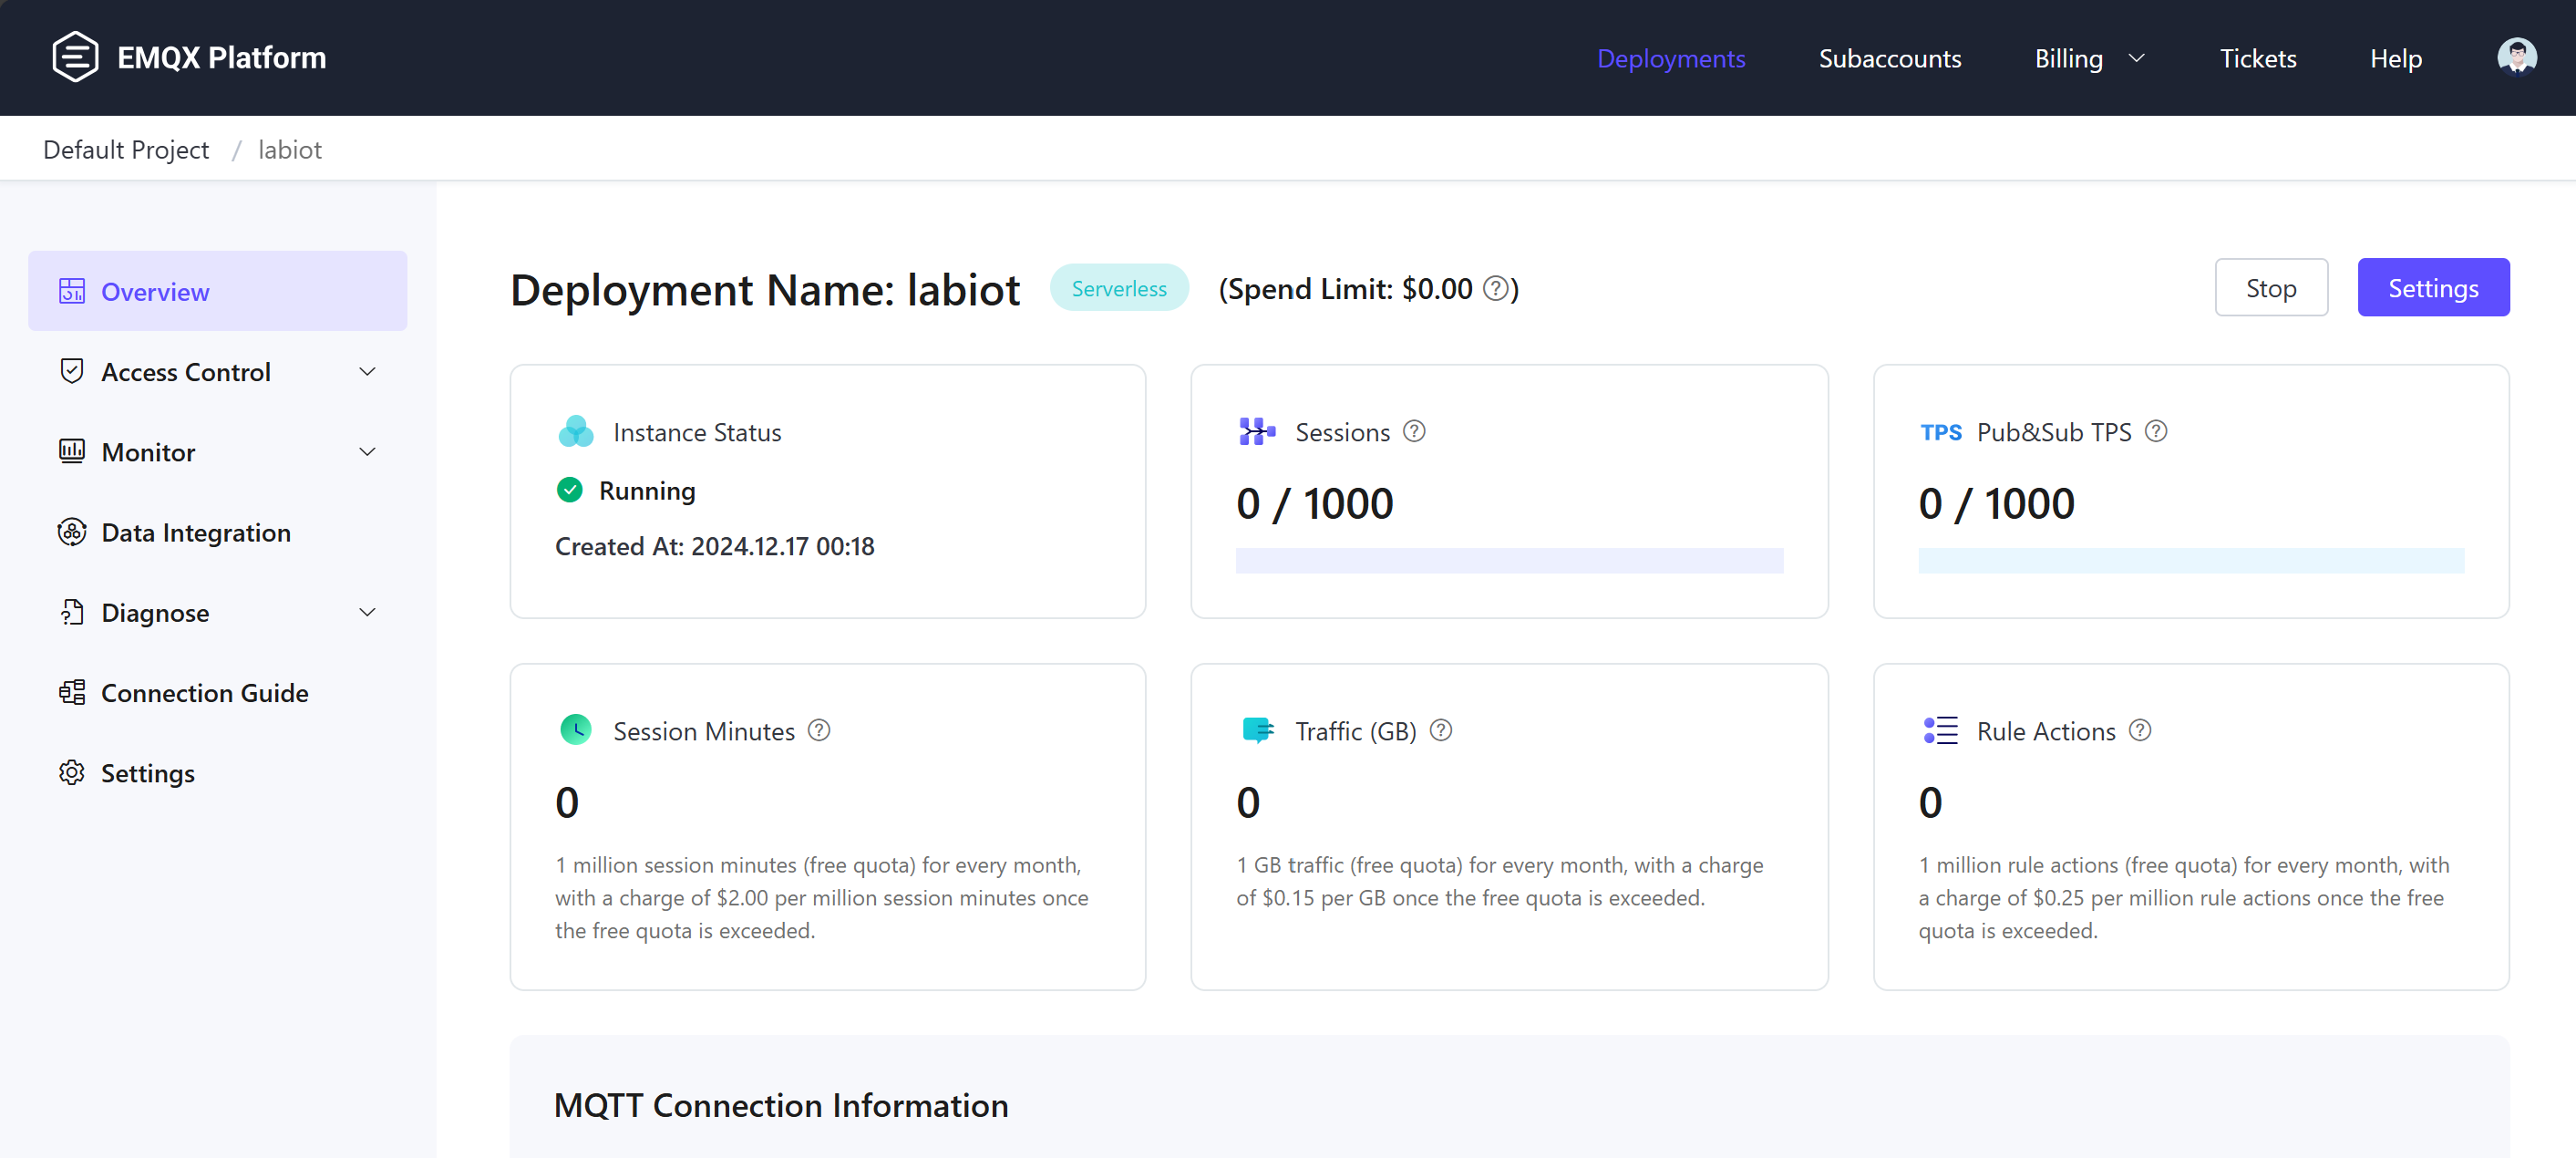 EMQX Platform
Deployments
Subaccounts
Billing
Tickets
Help
Default Project / labiot
Overview
Access Control
Monitor
Data Integration
Diagnose
Connection Guide
Settings
Deployment Name: labiot
Serverless
(Spend Limit: $0.00 ?)
Stop
Settings
Instance Status
Running
Created At: 2024.12.17 00:18
Sessions ?
0 / 1000
TPS Pub&Sub TPS ?
0 / 1000
Session Minutes ?
0
1 million session minutes (free quota) for every month,
with a charge of $2.00 per million session minutes once
the free quota is exceeded.
Traffic (GB) ?
0
1 GB traffic (free quota) for every month, with a charge
of $0.15 per GB once the free quota is exceeded.
Rule Actions ?
0
1 million rule actions (free quota) for every month, with
a charge of $0.25 per million rule actions once the free
quota is exceeded.
MQTT Connection Information